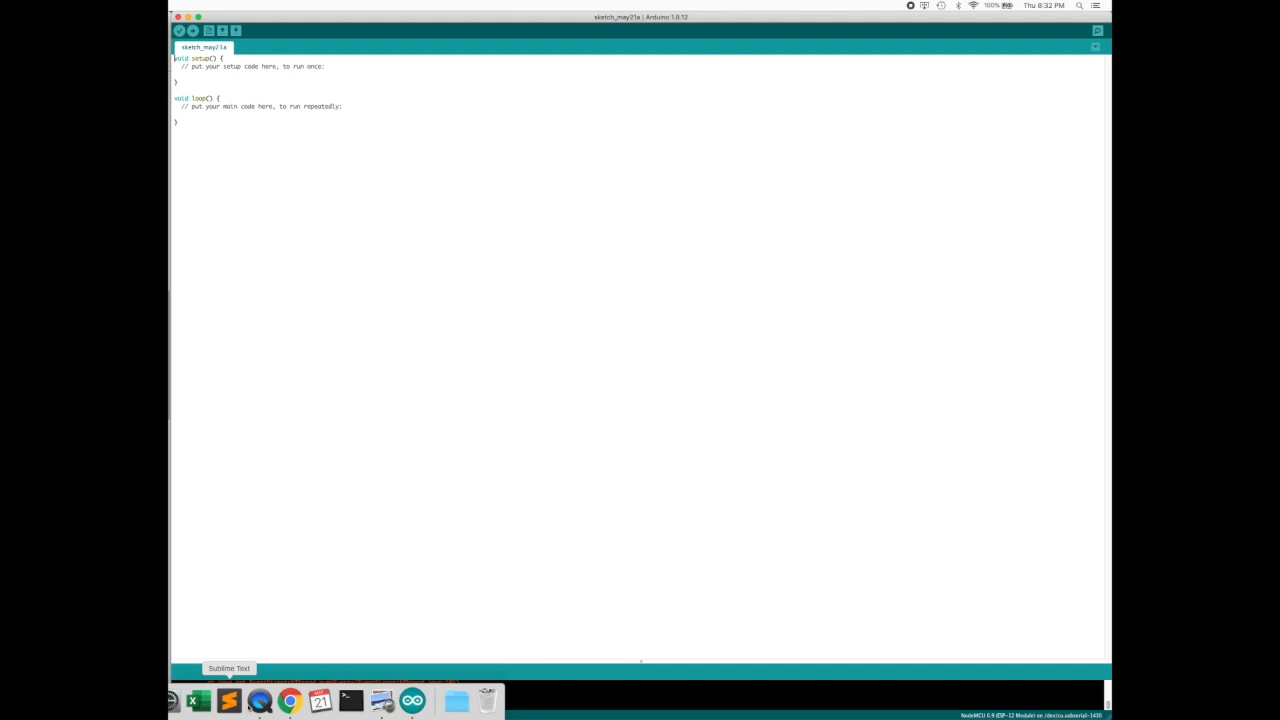 100%
Thu 8:32 PM
sketch_may21a | Arduino 1.8.12
sketch_may21a
void setup() {
// put your setup code here, to run once:
}
void loop() {
// put your main code here, to run repeatedly:
}
Sublime Text
MAY
21
NodeMCU 0.9 (ESP-12 Module) on /dev/cu.usbserial-1430